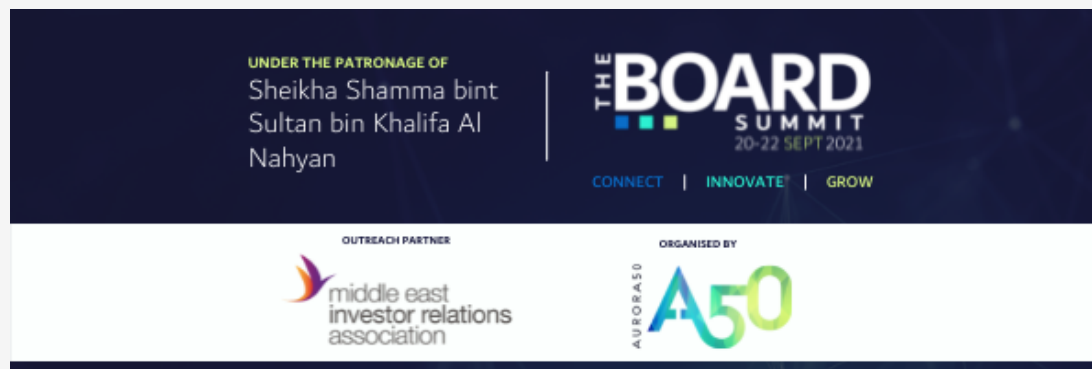 UNDER THE PATRONAGE OF
Sheikha Shamma bint
Sultan bin Khalifa Al
Nahyan
THE BOARD
SUMMIT
20-22 SEPT 2021
CONNECT | INNOVATE | GROW
OUTREACH PARTNER
middle east
investor relations
association
ORGANISED BY
AURORA50
A50